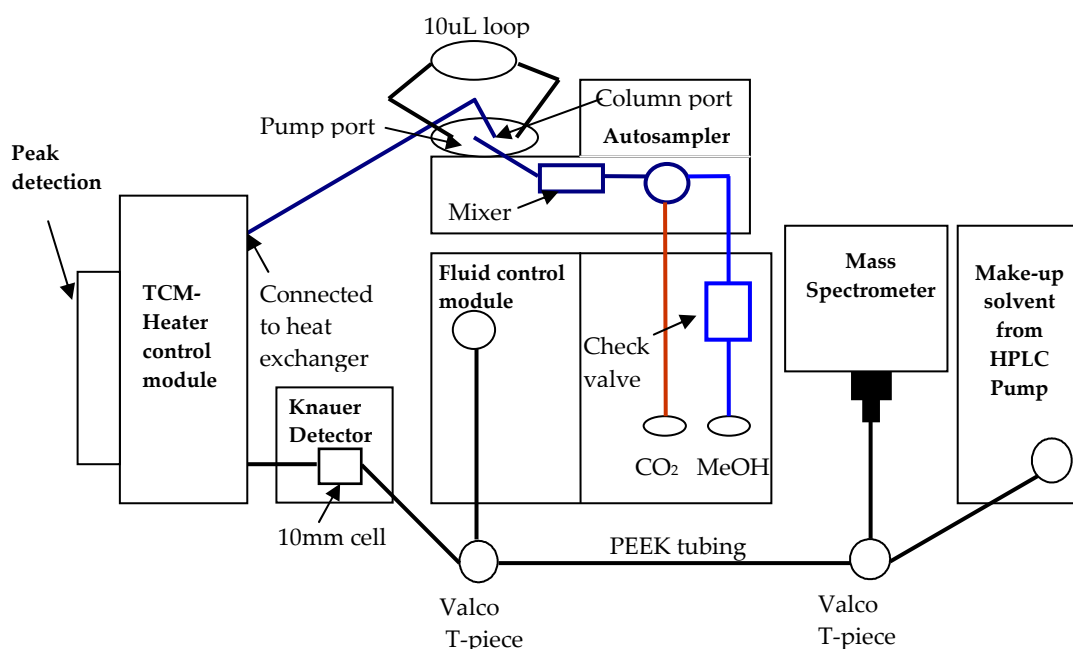 10uL loop
Column port
Pump port
Autosampler
Peak
detection
Mixer
TCM-
Heater
control
module
Connected
to heat
exchanger
Fluid control
module
Check
valve
Mass
Spectrometer
Make-up
solvent
from
HPLC
Pump
Knauer
Detector
CO₂
MeOH
10mm cell
PEEK tubing
Valco
T-piece
Valco
T-piece